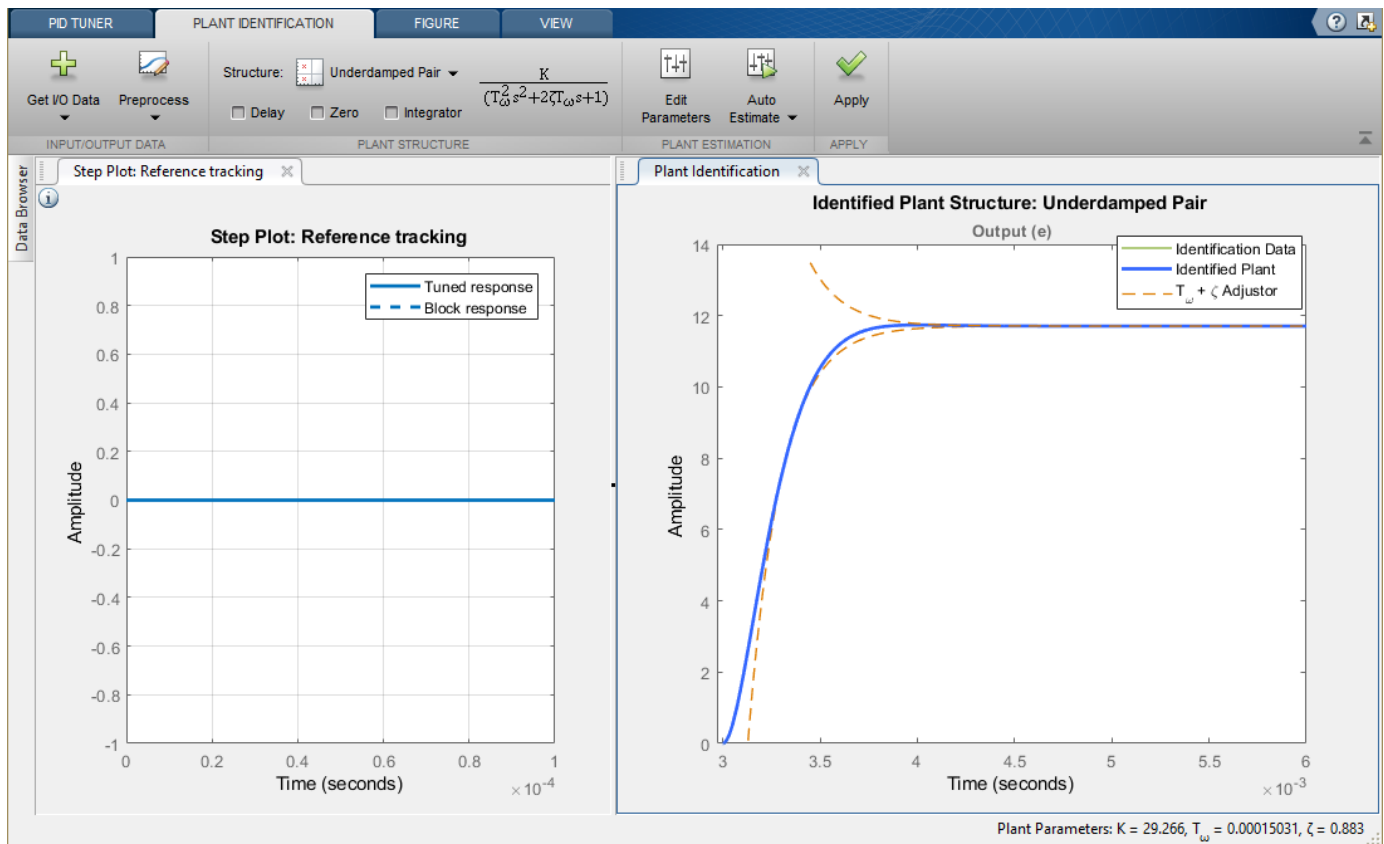 PID TUNER
PLANT IDENTIFICATION
FIGURE
VIEW
?
Get I/O Data
Preprocess
INPUT/OUTPUT DATA
Structure:
Underdamped Pair
Delay
Zero
Integrator
K
(T²ω s²+2ζTωs+1)
PLANT STRUCTURE
Edit
Parameters
Auto
Estimate
PLANT ESTIMATION
Apply
APPLY
Data Browser
Step Plot: Reference tracking
i
Step Plot: Reference tracking
Tuned response
Block response
1
0.8
0.6
0.4
0.2
0
-0.2
-0.4
-0.6
-0.8
-1
Amplitude
0 0.2 0.4 0.6 0.8 1
Time (seconds)
× 10⁻⁴
Plant Identification
Identified Plant Structure: Underdamped Pair
Output (e)
Identification Data
Identified Plant
Tω + ζ Adjustor
14
12
10
8
6
4
2
0
Amplitude
3 3.5 4 4.5 5 5.5 6
Time (seconds)
× 10⁻³
Plant Parameters: K = 29.266, Tω = 0.00015031, ζ = 0.883